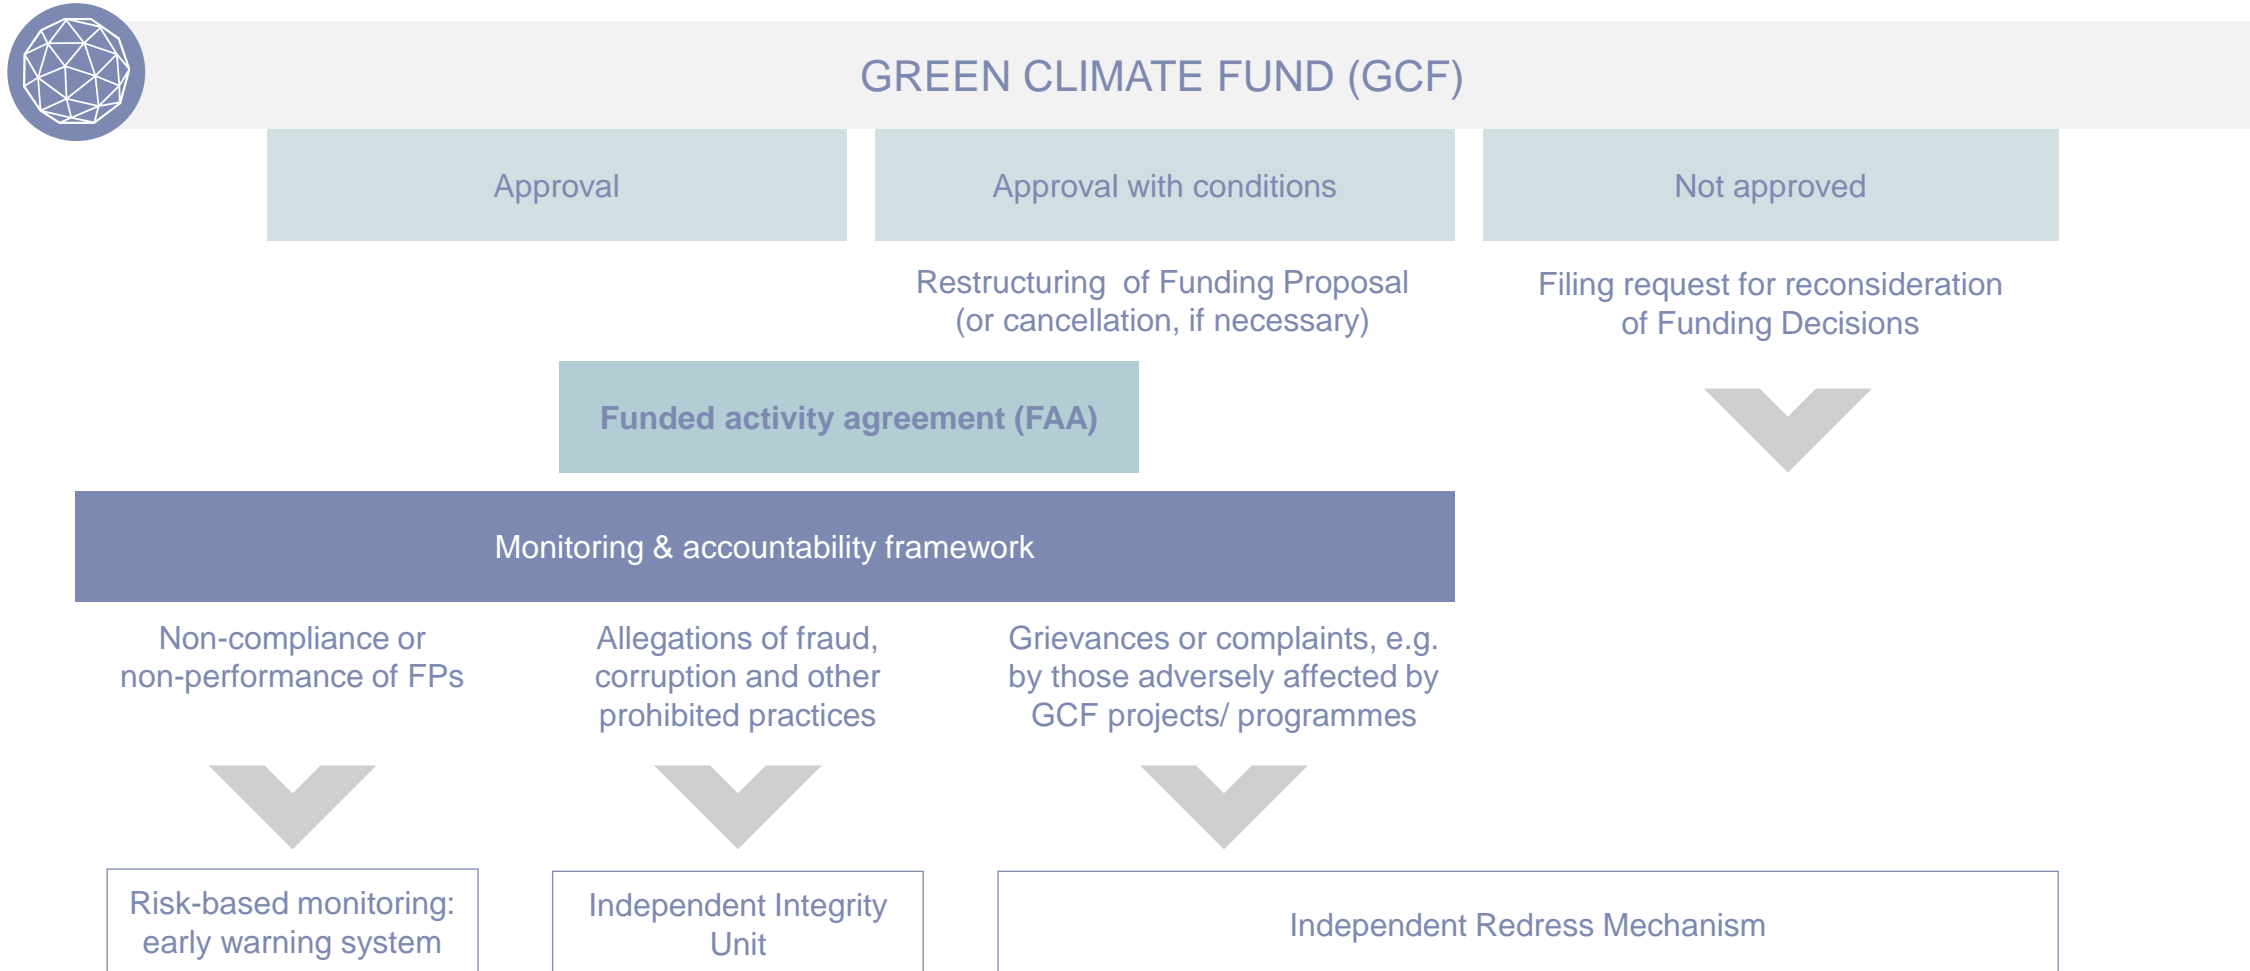 GREEN CLIMATE FUND (GCF)
Approval
Approval with conditions
Not approved
Restructuring of Funding Proposal
(or cancellation, if necessary)
Filing request for reconsideration
of Funding Decisions
Funded activity agreement (FAA)
Monitoring & accountability framework
Non-compliance or
non-performance of FPs
Allegations of fraud,
corruption and other
prohibited practices
Grievances or complaints, e.g.
by those adversely affected by
GCF projects/ programmes
Risk-based monitoring:
early warning system
Independent Integrity
Unit
Independent Redress Mechanism